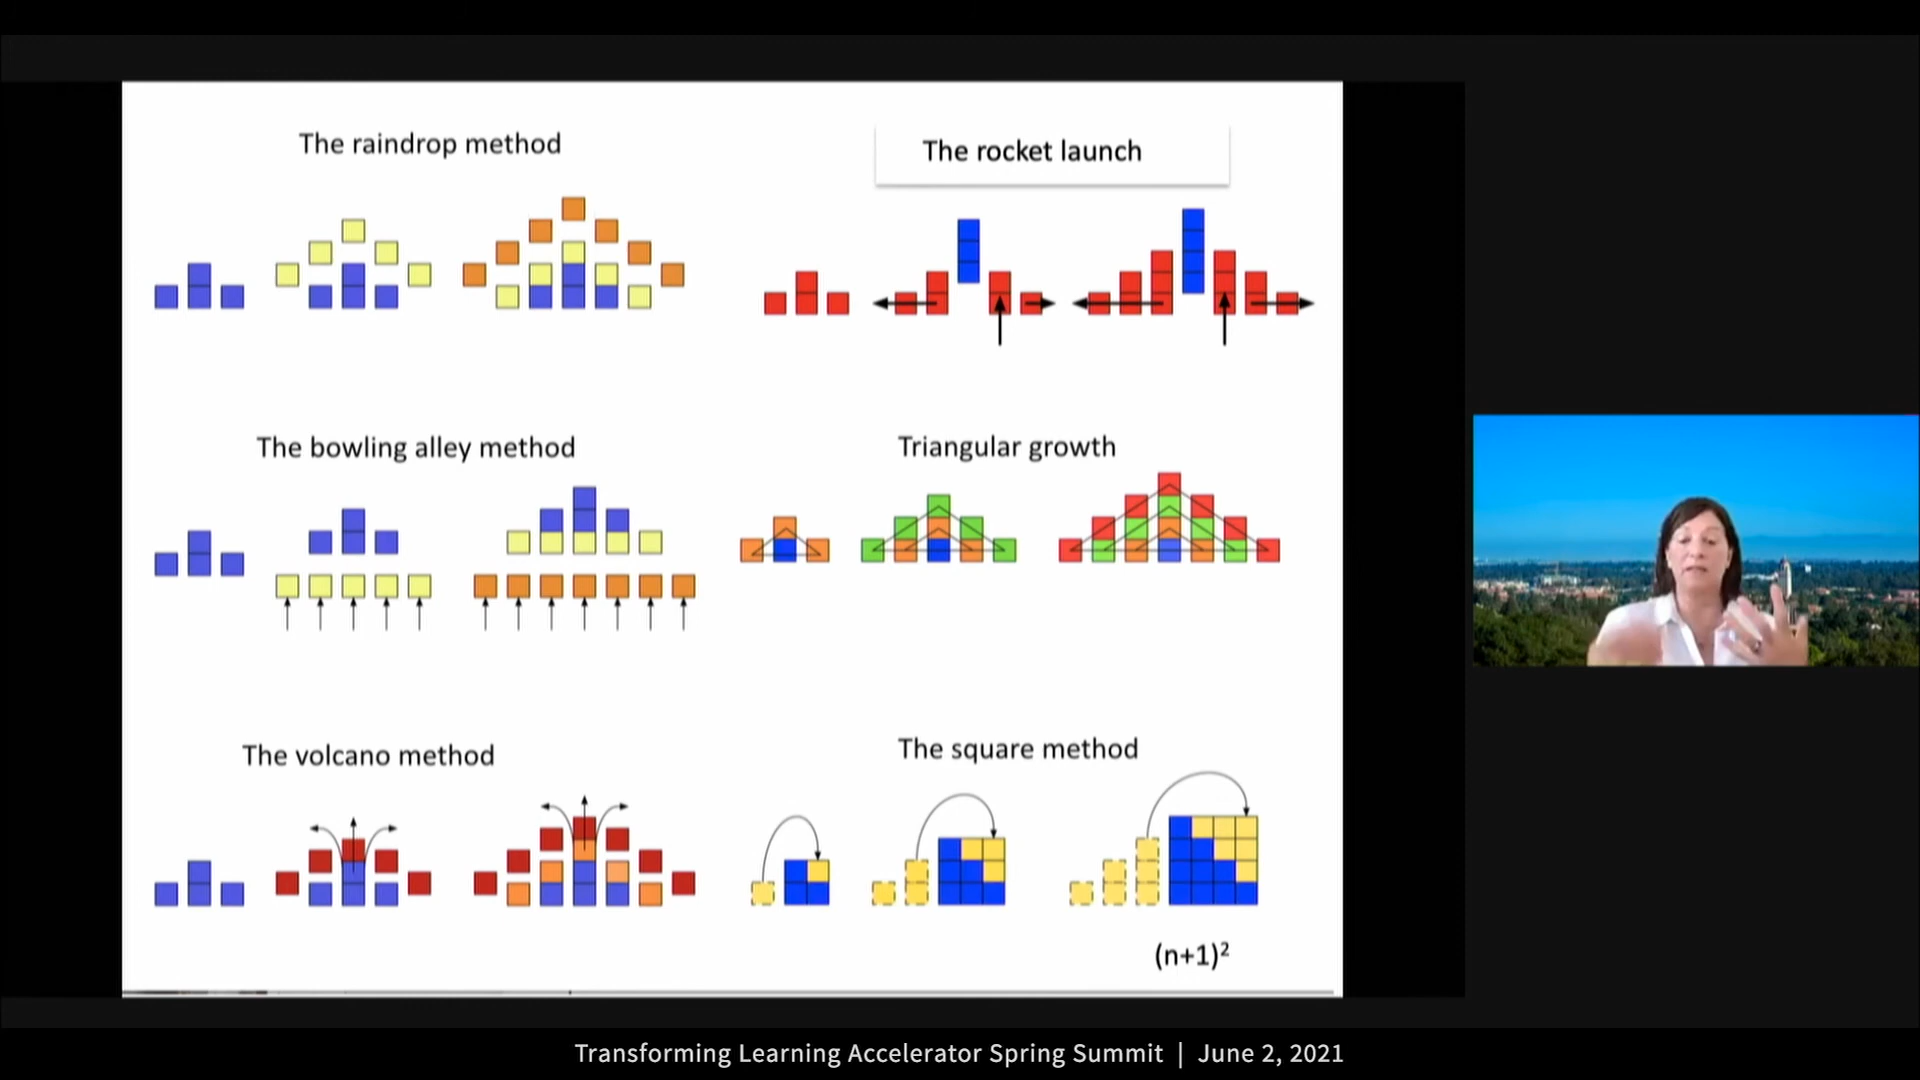 The raindrop method
The rocket launch
The bowling alley method
Triangular growth
The volcano method
The square method
(n+1)²
Transforming Learning Accelerator Spring Summit | June 2, 2021